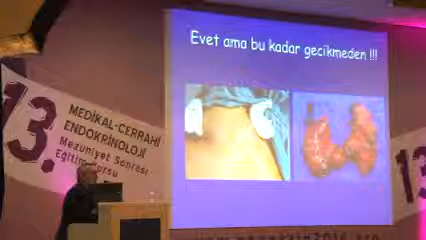 Evet ama bu kadar gecikmeden !!!
13.
MEDİKAL-CERRAHİ
ENDOKRİNOLOJİ
Mezuniyet Sonrası
Eğitim
13